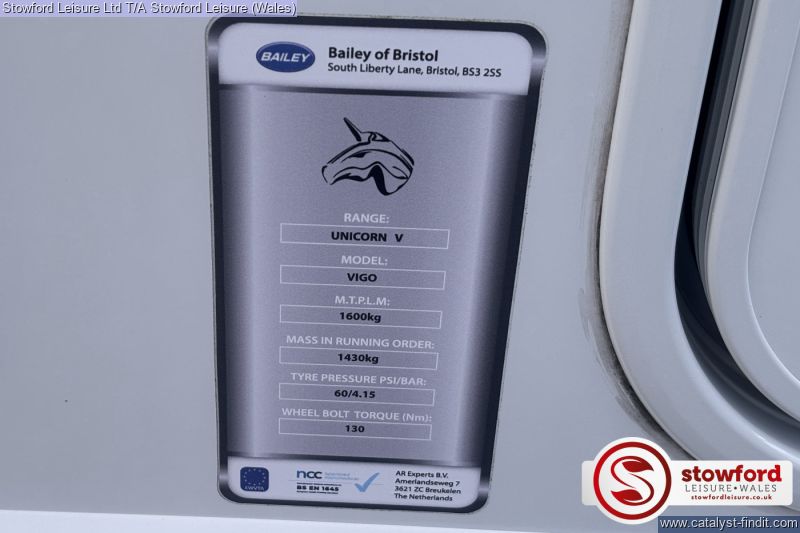 Stowford Leisure Ltd T/A Stowford Leisure (Wales)
BAILEY
Bailey of Bristol
South Liberty Lane, Bristol, BS3 2SS
RANGE:
UNICORN V
MODEL:
VIGO
M.T.P.L.M:
1600kg
MASS IN RUNNING ORDER:
1430kg
TYRE PRESSURE PSI/BAR:
60/4.15
WHEEL BOLT TORQUE (Nm):
130
EWVTA
ncc
BS EN 1645
AR Experts B.V.
Amerlandseweg 7
3621 ZC Breukelen
The Netherlands
S
stowford
LEISURE • WALES
stowfordleisure.co.uk
www.catalyst-findit.com